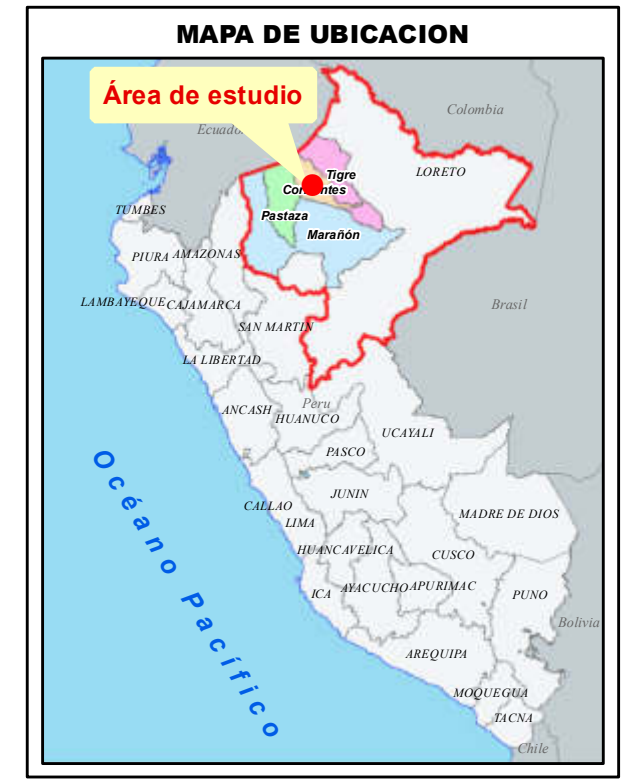 MAPA DE UBICACION
Área de estudio
Colombia
Ecuador
LORETO
Tigre
Corrientes
Pastaza
TUMBES
Marañón
PIURA AMAZONAS
LAMBAYEQUE CAJAMARCA
Brasil
SAN MARTIN
LA LIBERTAD
Peru
ANCASH
HUANUCO
UCAYALI
PASCO
Océano Pacífico
JUNIN
CALLAO
MADRE DE DIOS
LIMA
HUANCAVELICA
CUSCO
ICA AYACUCHO APURIMAC
PUNO
Bolivia
AREQUIPA
MOQUEGUA
TACNA
Chile